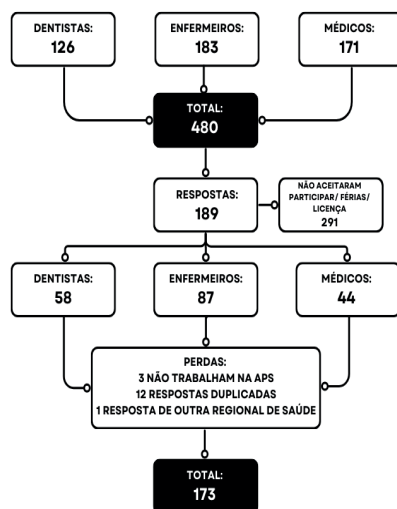 DENTISTAS:
126
ENFERMEIROS:
183
MÉDICOS:
171
TOTAL:
480
RESPOSTAS:
189
NÃO ACEITARAM
PARTICIPAR/ FÉRIAS/
LICENÇA
291
DENTISTAS:
58
ENFERMEIROS:
87
MÉDICOS:
44
PERDAS:
3 NÃO TRABALHAM NA APS
12 RESPOSTAS DUPLICADAS
1 RESPOSTA DE OUTRA REGIONAL DE SAÚDE
TOTAL:
173